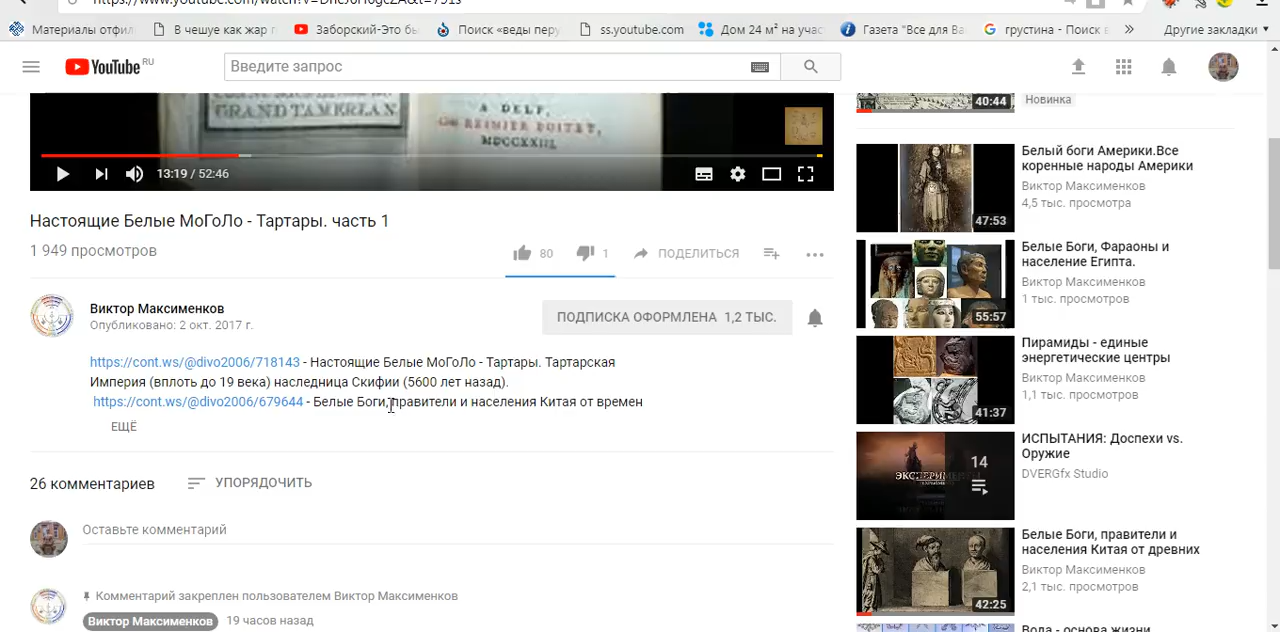 Материалы отфил
В чешуе как жар г
Заборский-Это бы
Поиск «веды перу
ss.youtube.com
Дом 24 м² на учас
Газета "Все для Ва
грустина - Поиск в
»
Другие закладки
YouTube RU
Введите запрос
GRAND TAMERLAN
A DELF,
REINIER BOITET,
MDCCXXIII.
13:19 / 52:46
Настоящие Белые МоГоЛо - Тартары. часть 1
1 949 просмотров
80
1
ПОДЕЛИТЬСЯ
Виктор Максименков
Опубликовано: 2 окт. 2017 г.
ПОДПИСКА ОФОРМЛЕНА 1,2 ТЫС.
https://cont.ws/@divo2006/718143 - Настоящие Белые МоГоЛо - Тартары. Тартарская
Империя (вплоть до 19 века) наследница Скифии (5600 лет назад).
https://cont.ws/@divo2006/679644 - Белые Боги,правители и населения Китая от времен
ЕЩЁ
26 комментариев
УПОРЯДОЧИТЬ
Оставьте комментарий
Комментарий закреплен пользователем Виктор Максименков
Виктор Максименков 19 часов назад
40:44
Новинка
47:53
Белый боги Америки.Все
коренные народы Америки
Виктор Максименков
4,5 тыс. просмотра
55:57
Белые Боги, Фараоны и
население Египта.
Виктор Максименков
1 тыс. просмотра
41:37
Пирамиды - единые
энергетические центры
Виктор Максименков
1,1 тыс. просмотра
14
ИСПЫТАНИЯ: Доспехи vs.
Оружие
DVERGfx Studio
42:25
Белые Боги, правители и
населения Китая от древних
Виктор Максименков
2,1 тыс. просмотра
Вода - основа жизни